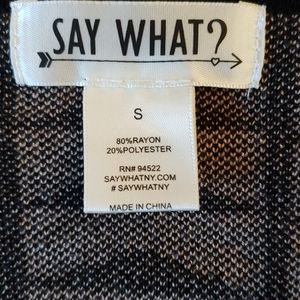 SAY WHAT?
S
80%RAYON
20%POLYESTER
RN# 94522
SAYWHATNY.COM
# SAYWHATNY
MADE IN CHINA